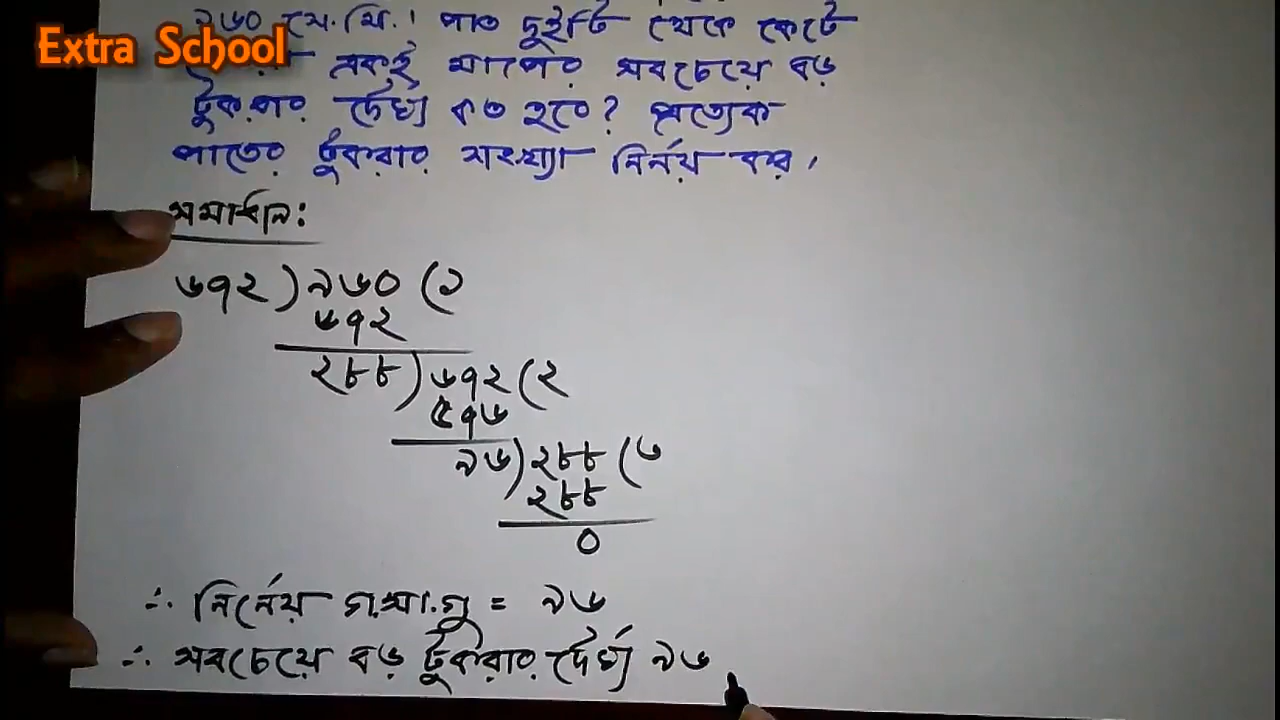 ৯৬০ সে.মি.। পাত দুইটি থেকে কেটে
Extra School
একই মাপের সবচেয়ে বড়
টুকরার দৈর্ঘ্য কত হবে? প্রত্যেক
পাতের টুকরার সংখ্যা নির্ণয় কর।
সমাধান:
৬৭২ ) ৯৬০ ( ১
৬৭২
২৮৮ ) ৬৭২ ( ২
৫৭৬
৯৬ ) ২৮৮ ( ৩
২৮৮
০
∴ নির্ণেয় গ.সা.গু = ৯৬
∴ সবচেয়ে বড় টুকরার দৈর্ঘ্য ৯৬